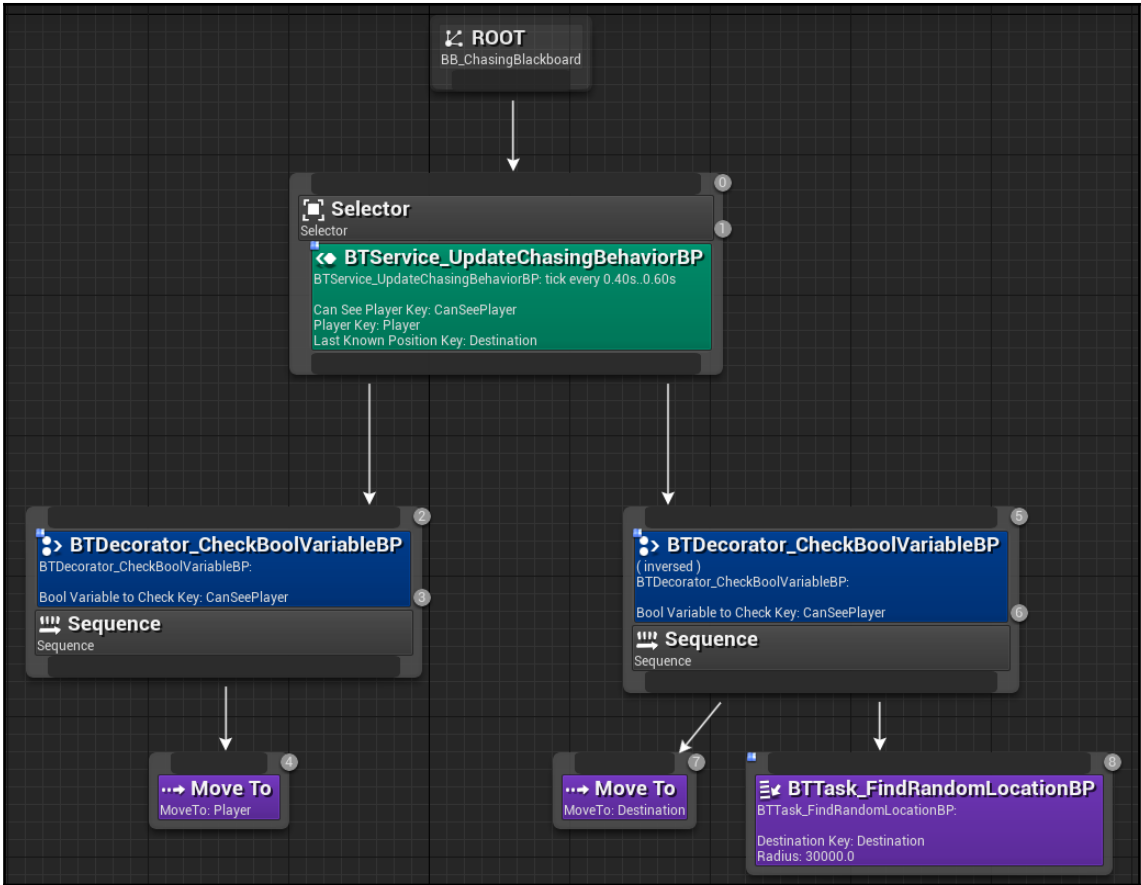 ROOT
BB_ChasingBlackboard
0
Selector
1
Selector
BTService_UpdateChasingBehaviorBP
BTService_UpdateChasingBehaviorBP: tick every 0.40s..0.60s
Can See Player Key: CanSeePlayer
Player Key: Player
Last Known Position Key: Destination
2
BTDecorator_CheckBoolVariableBP
BTDecorator_CheckBoolVariableBP:
Bool Variable to Check Key: CanSeePlayer
3
Sequence
Sequence
5
BTDecorator_CheckBoolVariableBP
( inversed )
BTDecorator_CheckBoolVariableBP:
Bool Variable to Check Key: CanSeePlayer
6
Sequence
Sequence
4
Move To
MoveTo: Player
7
Move To
MoveTo: Destination
8
BTTask_FindRandomLocationBP
BTTask_FindRandomLocationBP:
Destination Key: Destination
Radius: 30000.0